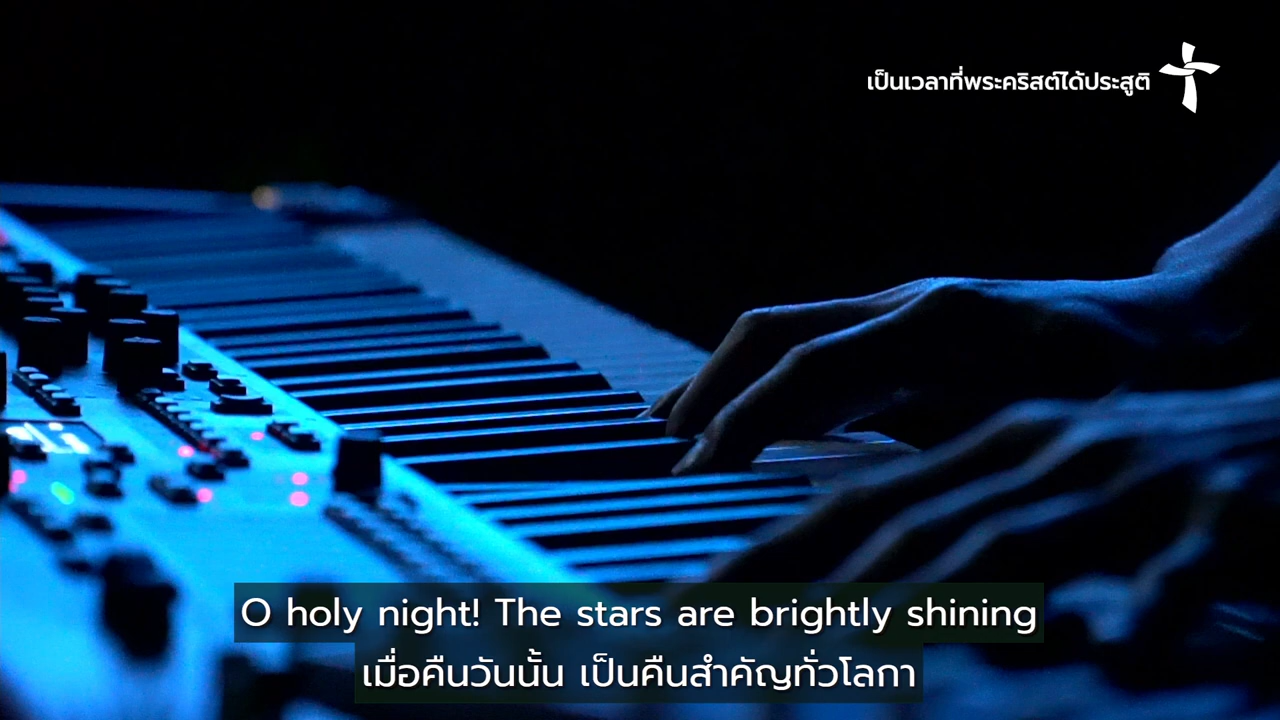 เป็นเวลาที่พระคริสต์ได้ประสูติ
O holy night! The stars are brightly shining
เมื่อคืนวันนั้น เป็นคืนสำคัญทั่วโลกา